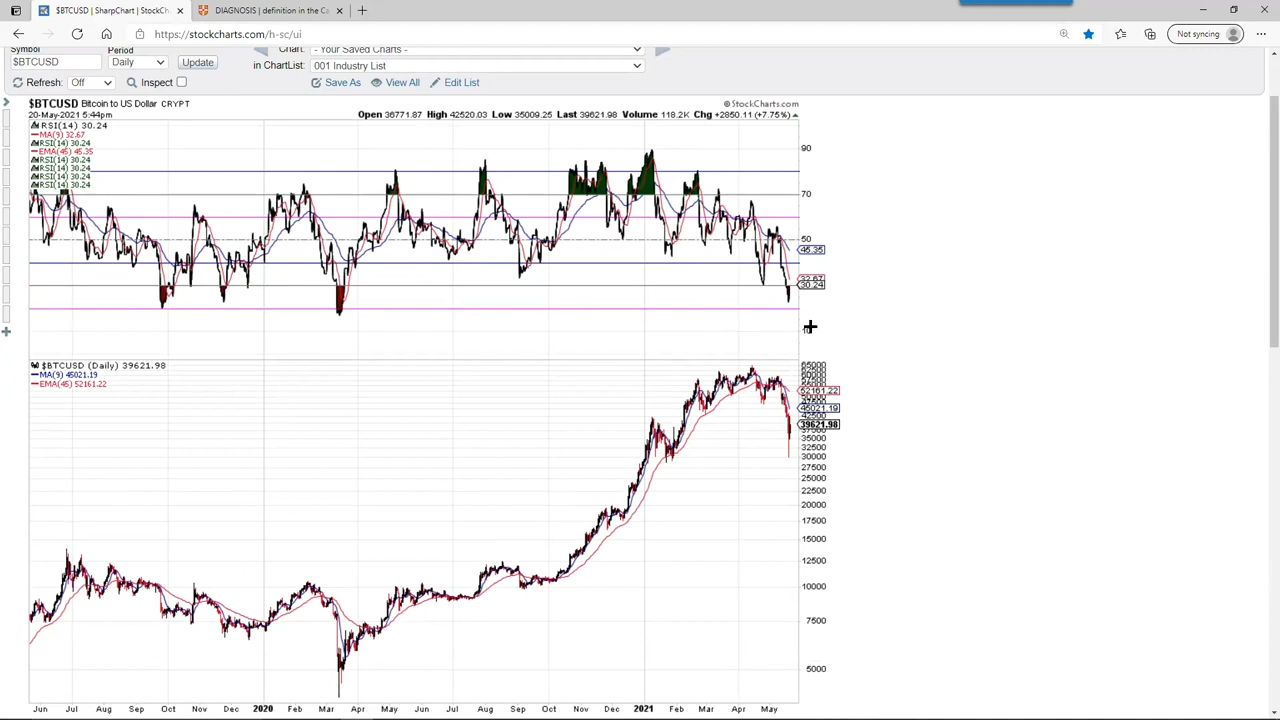 $BTCUSD | SharpChart | StockCh
DIAGNOSIS | definition in the Ca
https://stockcharts.com/h-sc/ui
Not syncing
Symbol
Period
Chart:
- Your Saved Charts -
$BTCUSD
Daily
Update
in ChartList:
001 Industry List
Refresh: Off
Inspect
Save As
View All
Edit List
$BTCUSD Bitcoin to US Dollar CRYPT
© StockCharts.com
20-May-2021 5:44pm
Open 36771.87 High 42520.03 Low 35009.25 Last 39621.98 Volume 118.2K Chg +2850.11 (+7.75%)
RSI(14) 30.24
MA(9) 32.67
RSI(14) 30.24
EMA(45) 45.35
RSI(14) 30.24
RSI(14) 30.24
RSI(14) 30.24
RSI(14) 30.24
90
70
50
45.35
32.67
30.24
10
$BTCUSD (Daily) 39621.98
MA(9) 45021.19
EMA(45) 52161.22
65000
60000
52161.22
45021.19
42500
39621.98
35000
32500
30000
27500
25000
22500
20000
17500
15000
12500
10000
7500
5000
Jun Jul Aug Sep Oct Nov Dec 2020 Feb Mar Apr May Jun Jul Aug Sep Oct Nov Dec 2021 Feb Mar Apr May